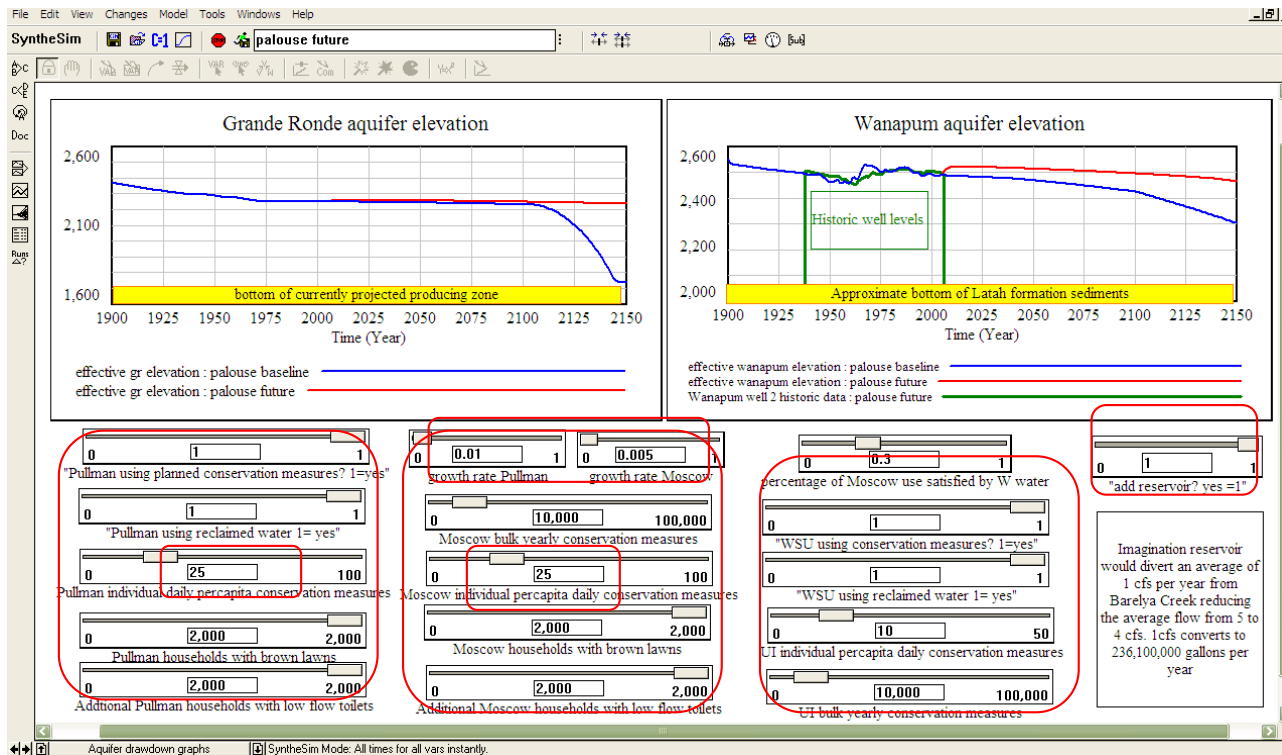 File Edit View Changes Model Tools Windows Help
SyntheSim palouse future
Sub
VAR
Com
Doc
Runs
Grande Ronde aquifer elevation
2,600
2,100
1,600
bottom of currently projected producing zone
1900 1925 1950 1975 2000 2025 2050 2075 2100 2125 2150
Time (Year)
effective gr elevation : palouse baseline
effective gr elevation : palouse future
Wanapum aquifer elevation
2,600
2,400
2,200
2,000
Historic well levels
Approximate bottom of Latah formation sediments
1900 1925 1950 1975 2000 2025 2050 2075 2100 2125 2150
Time (Year)
effective wanapum elevation : palouse baseline
effective wanapum elevation : palouse future
Wanapum well 2 historic data : palouse future
0 1 1
"Pullman using planned conservation measures? 1=yes"
0 1 1
"Pullman using reclaimed water 1= yes"
0 25 100
Pullman individual daily percapita conservation measures
0 2,000 2,000
Pullman households with brown lawns
0 2,000 2,000
Addtional Pullman households with low flow toilets
0 0.01 1
growth rate Pullman
0 0.005 1
growth rate Moscow
0 10,000 100,000
Moscow bulk yearly conservation measures
0 25 100
Moscow individual percapita daily conservation measures
0 2,000 2,000
Moscow households with brown lawns
0 2,000 2,000
Additional Moscow households with low flow toilets
0 0.3 1
percentage of Moscow use satisfied by W water
0 1 1
"WSU using conservation measures? 1=yes"
0 1 1
"WSU using reclaimed water 1= yes"
0 10 50
UI individual percapita daily conservation measures
0 10,000 100,000
UI bulk yearly conservation measures
0 1 1
"add reservoir? yes =1"
Imagination reservoir
would divert an average of
1 cfs per year from
Barelya Creek reducing
the average flow from 5 to
4 cfs. 1cfs converts to
236,100,000 gallons per
year
Aquifer drawdown graphs SyntheSim Mode: All times for all vars instantly.